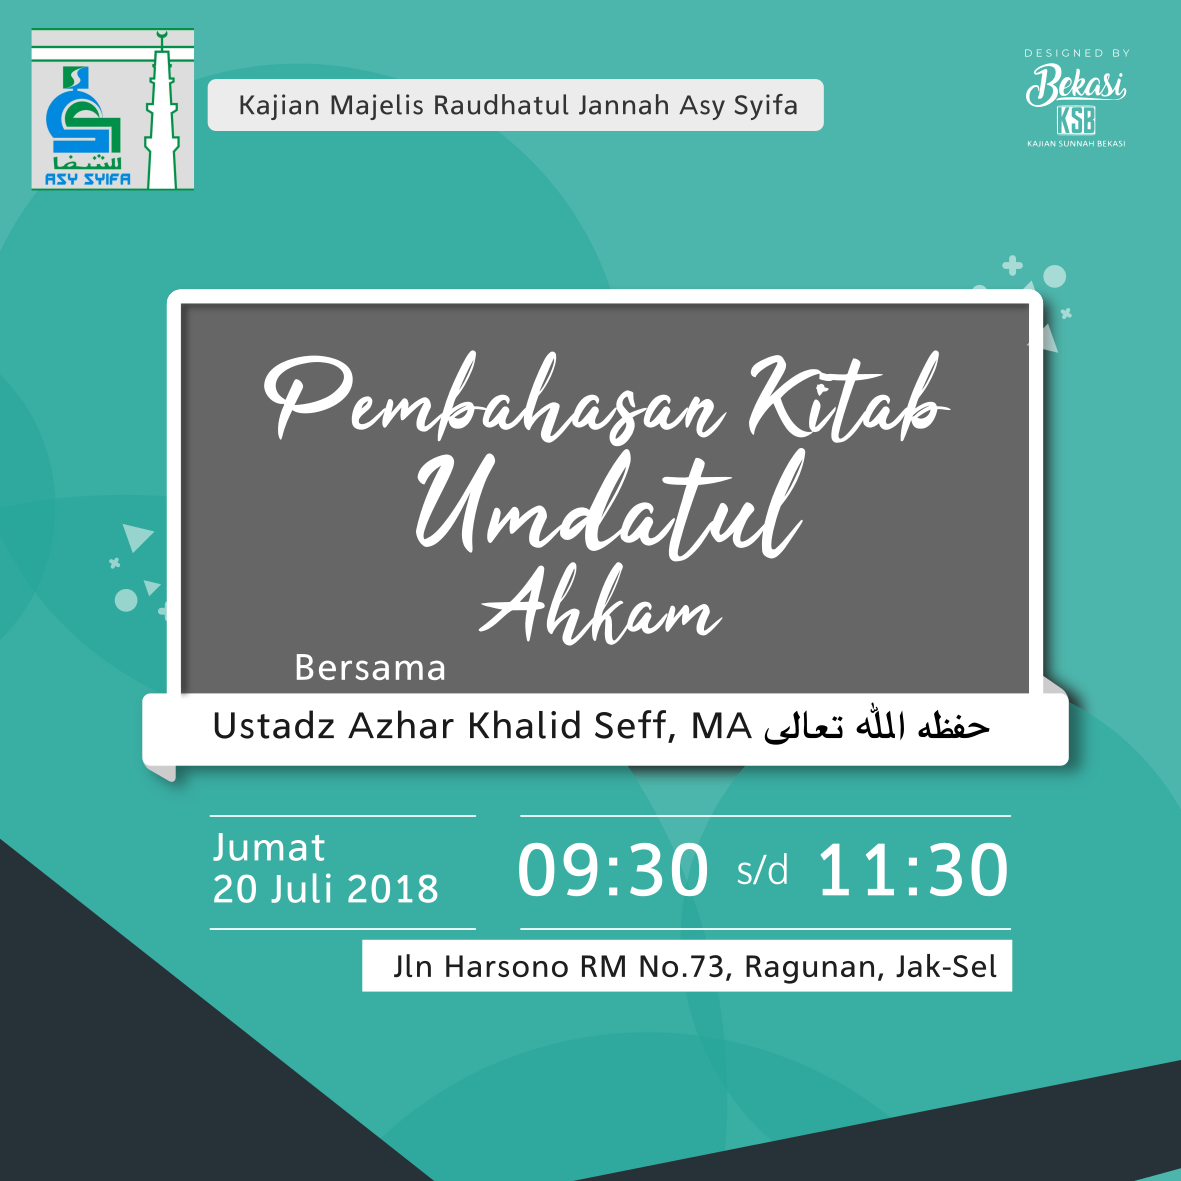 للشفا
ASY SYIFA
Kajian Majelis Raudhatul Jannah Asy Syifa
DESIGNED BY
Bekasi
KSB
KAJIAN SUNNAH BEKASI
Pembahasan Kitab
Umdatul
Ahkam
Bersama
Ustadz Azhar Khalid Seff, MA حفظه الله تعالى
Jumat
20 Juli 2018
09:30 s/d 11:30
Jln Harsono RM No.73, Ragunan, Jak-Sel